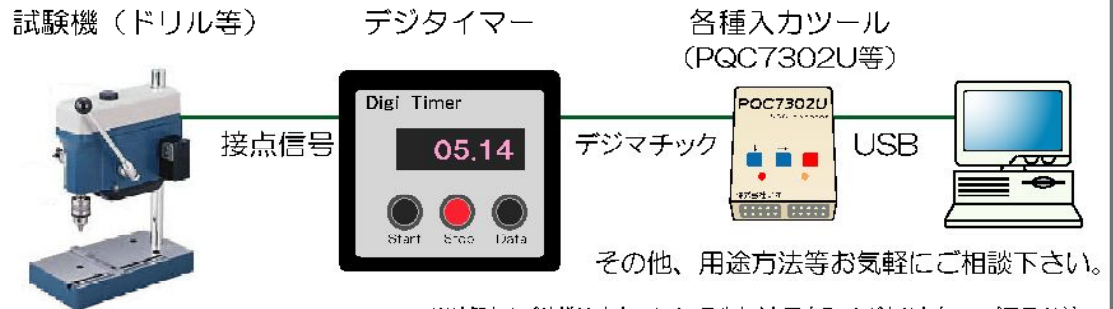 試験機（ドリル等）
デジタイマー
各種入力ツール
（PQC7302U等）
接点信号
Digi Timer
05.14
Start Stop Data
デジマチック
PQC7302U
USB
その他、用途方法等お気軽にご相談下さい。